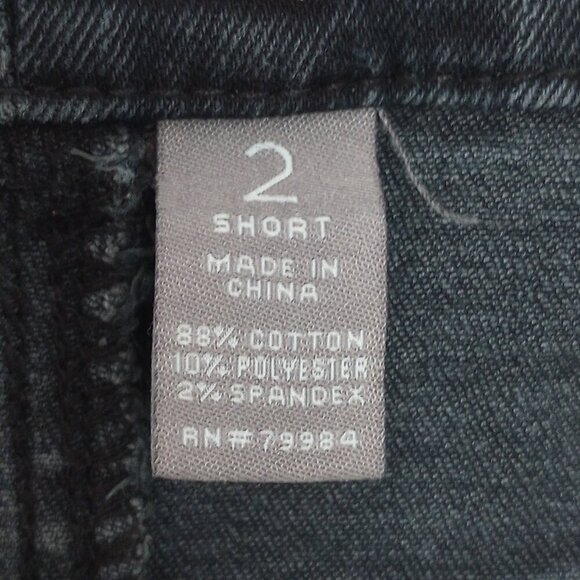 2
SHORT
MADE IN
CHINA
88% COTTON
10% POLYESTER
2% SPANDEX
RN#79984